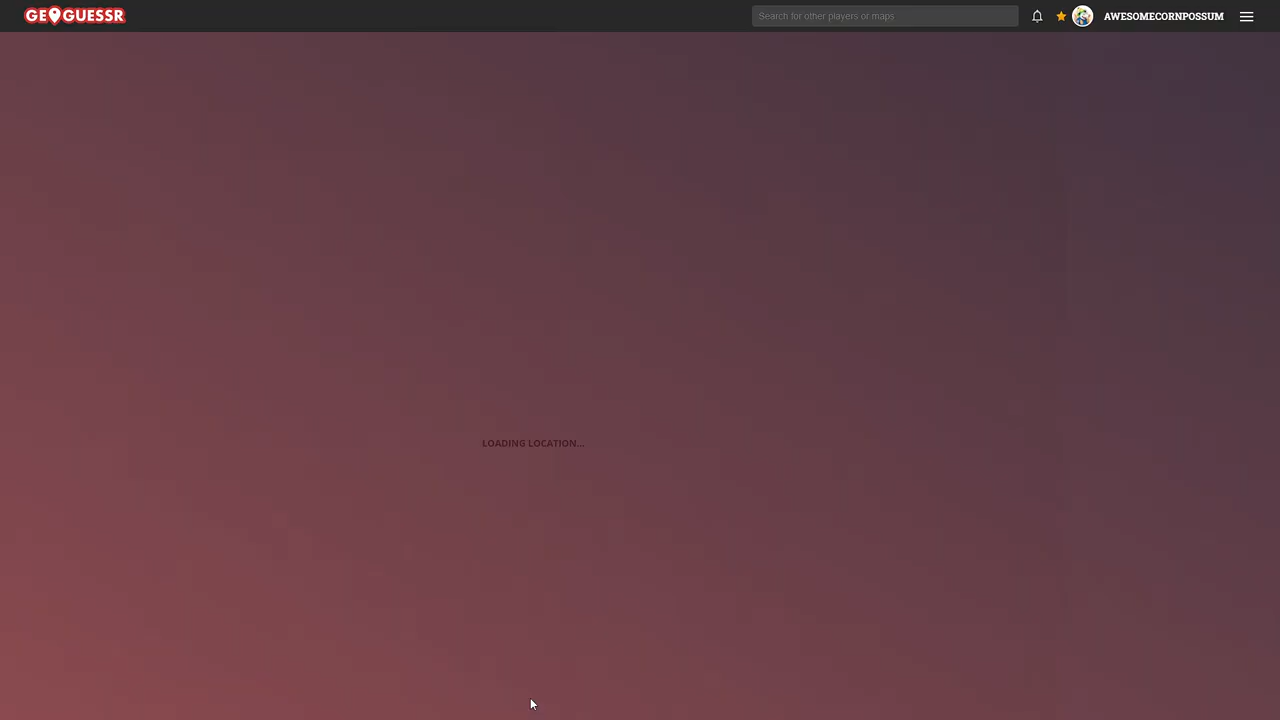 GEOGUESSR
Search for other players or maps
AWESOMECORNPOSSUM
LOADING LOCATION...